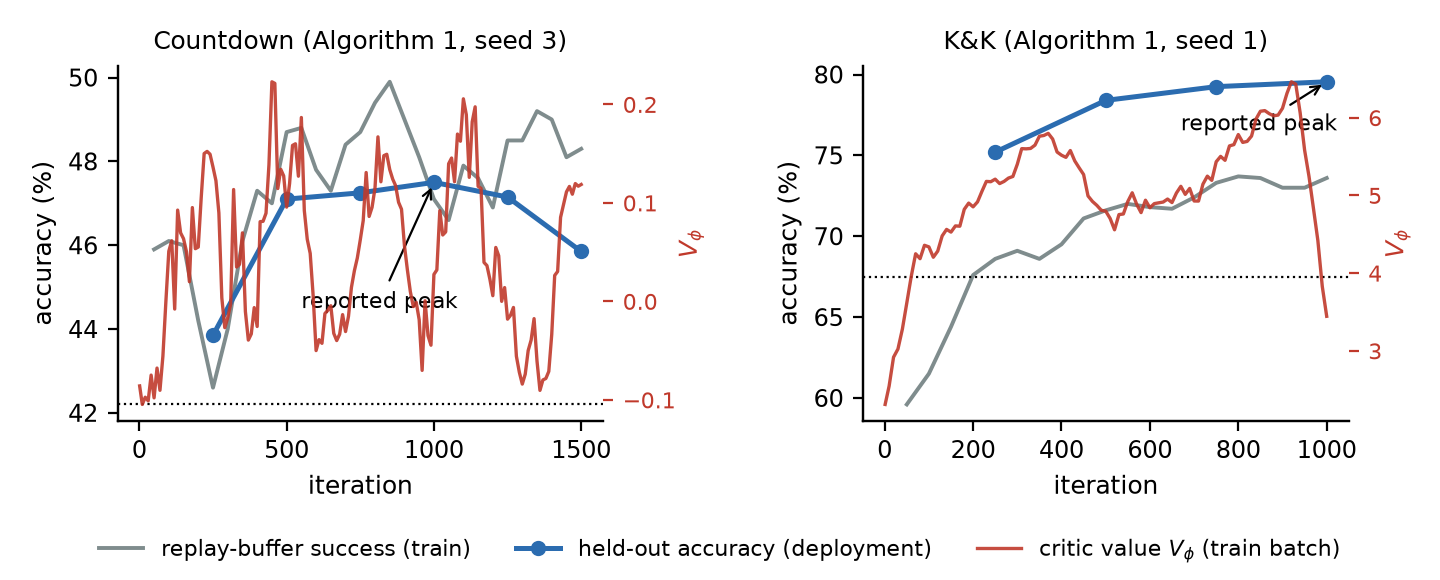 Countdown (Algorithm 1, seed 3)
50
48
46
44
42
accuracy (%)
0.2
0.1
0.0
−0.1
Vϕ
reported peak
0
500
1000
1500
iteration
K&K (Algorithm 1, seed 1)
80
75
70
65
60
accuracy (%)
6
5
4
3
Vϕ
reported peak
0
200
400
600
800
1000
iteration
replay-buffer success (train)
held-out accuracy (deployment)
critic value Vϕ (train batch)